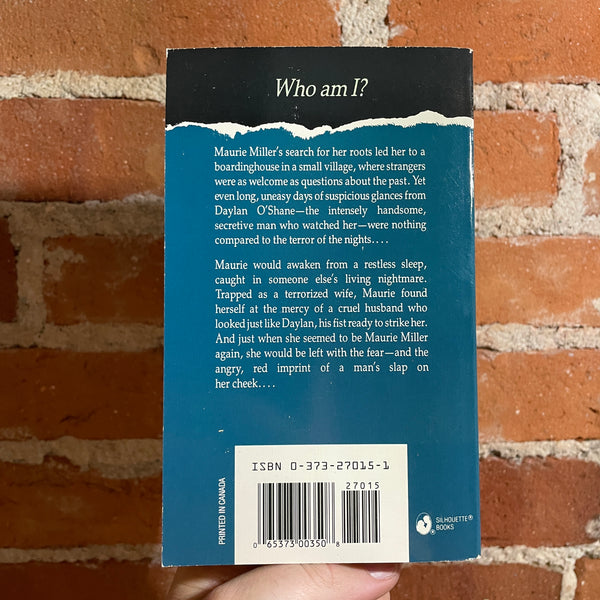 Who am I?
Maurie Miller's search for her roots led her to a
boardinghouse in a small village, where strangers
were as welcome as questions about the past. Yet
even long, uneasy days of suspicious glances from
Daylan O'Shane—the intensely handsome,
secretive man who watched her—were nothing
compared to the terror of the nights....
Maurie would awaken from a restless sleep,
caught in someone else's living nightmare.
Trapped as a terrorized wife, Maurie found
herself at the mercy of a cruel husband who
looked just like Daylan, his fist ready to strike her.
And just when she seemed to be Maurie Miller
again, she would be left with the fear—and the
angry, red imprint of a man's slap on
her cheek....
ISBN 0-373-27015-1
27015
0 65373 00350 8
PRINTED IN CANADA
SILHOUETTE®
BOOKS
®